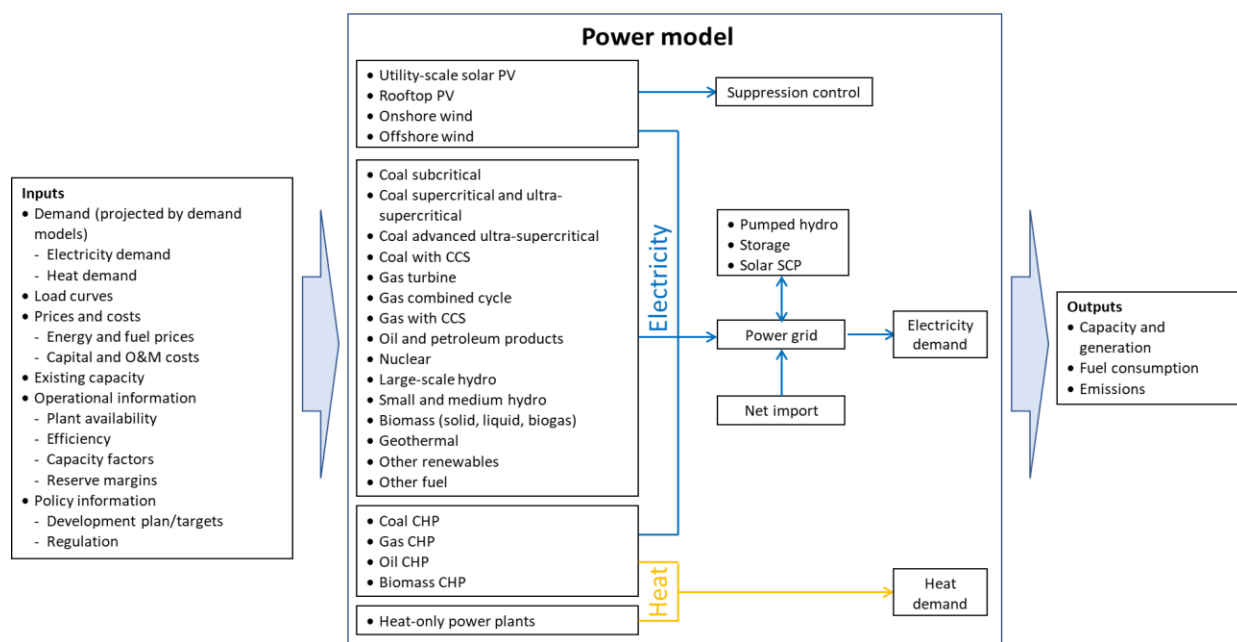 Power model
Inputs
• Demand (projected by demand
models)
- Electricity demand
- Heat demand
• Load curves
• Prices and costs
- Energy and fuel prices
- Capital and O&M costs
• Existing capacity
• Operational information
- Plant availability
- Efficiency
- Capacity factors
- Reserve margins
• Policy information
- Development plan/targets
- Regulation
• Utility-scale solar PV
• Rooftop PV
• Onshore wind
• Offshore wind
• Coal subcritical
• Coal supercritical and ultra-
supercritical
• Coal advanced ultra-supercritical
• Coal with CCS
• Gas turbine
• Gas combined cycle
• Gas with CCS
• Oil and petroleum products
• Nuclear
• Large-scale hydro
• Small and medium hydro
• Biomass (solid, liquid, biogas)
• Geothermal
• Other renewables
• Other fuel
• Coal CHP
• Gas CHP
• Oil CHP
• Biomass CHP
• Heat-only power plants
Electricity
Heat
Suppression control
• Pumped hydro
• Storage
• Solar SCP
Power grid
Net import
Electricity
demand
Heat
demand
Outputs
• Capacity and
generation
• Fuel consumption
• Emissions